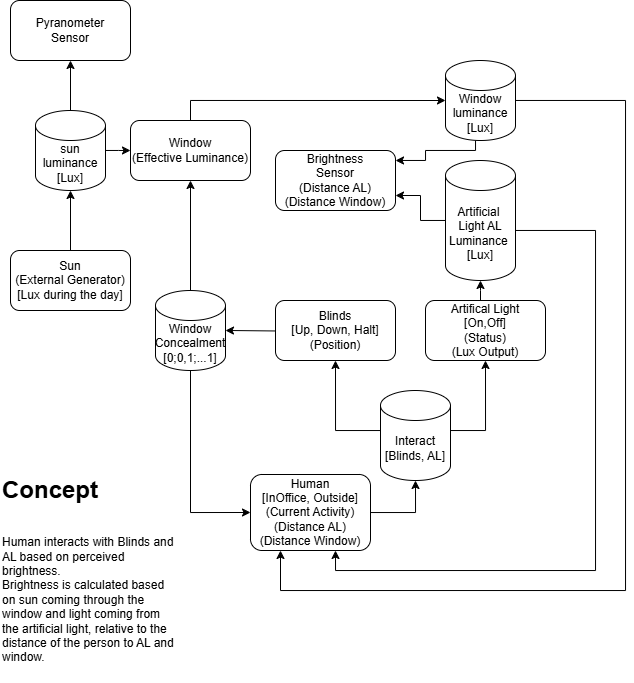 Pyranometer
Sensor
sun
luminance
[Lux]
Window
(Effective Luminance)
Window
luminance
[Lux]
Brightness
Sensor
(Distance AL)
(Distance Window)
Artificial
Light AL
Luminance
[Lux]
Sun
(External Generator)
[Lux during the day]
Window
Concealment
[0;0,1;...1]
Blinds
[Up, Down, Halt]
(Position)
Artifical Light
[On,Off]
(Status)
(Lux Output)
Interact
[Blinds, AL]
Human
[InOffice, Outside]
(Current Activity)
(Distance AL)
(Distance Window)
Concept
Human interacts with Blinds and
AL based on perceived
brightness.
Brightness is calculated based
on sun coming through the
window and light coming from
the artificial light, relative to the
distance of the person to AL and
window.